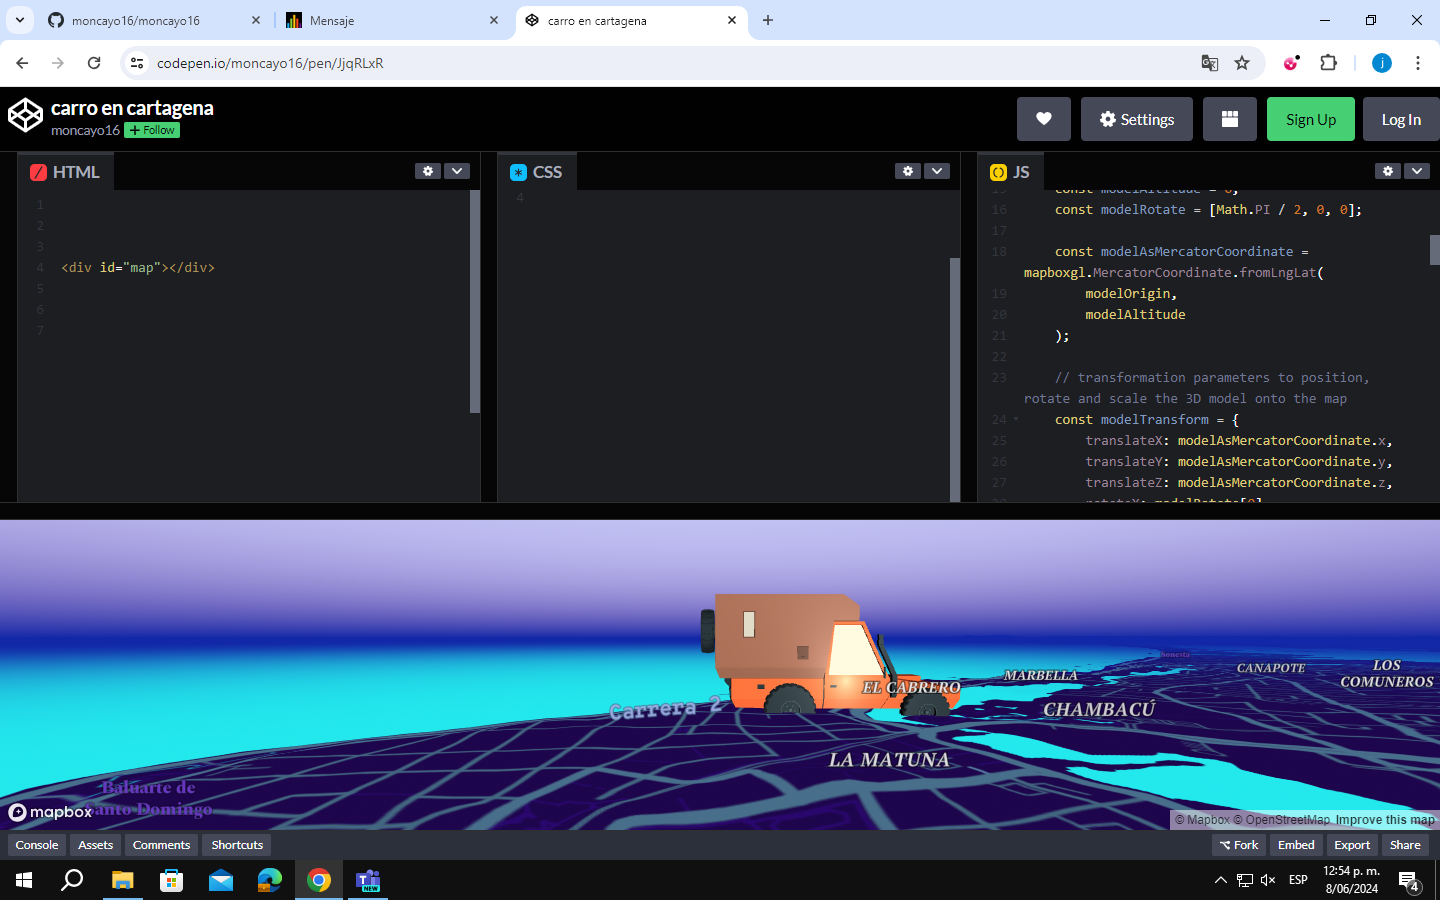 moncayo16/moncayo16
Mensaje
carro en cartagena
codepen.io/moncayo16/pen/JjqRLxR
j
carro en cartagena
moncayo16 + Follow
Settings
Sign Up
Log In
HTML
1
2
3
4 <div id="map"></div>
5
6
7
CSS
4
JS
16 const modelRotate = [Math.PI / 2, 0, 0];
17
18 const modelAsMercatorCoordinate =
mapboxgl.MercatorCoordinate.fromLngLat(
19 modelOrigin,
20 modelAltitude
21 );
22
23 // transformation parameters to position,
rotate and scale the 3D model onto the map
24 const modelTransform = {
25 translateX: modelAsMercatorCoordinate.x,
26 translateY: modelAsMercatorCoordinate.y,
27 translateZ: modelAsMercatorCoordinate.z,
CANAPOTE
LOS
COMUNEROS
MARBELLA
EL CABRERO
Carrera 2
CHAMBACÚ
LA MATUNA
Baluarte de
Santo Domingo
mapbox
© Mapbox © OpenStreetMap Improve this map
Console
Assets
Comments
Shortcuts
Fork
Embed
Export
Share
NEW
ESP
12:54 p. m.
8/06/2024
4